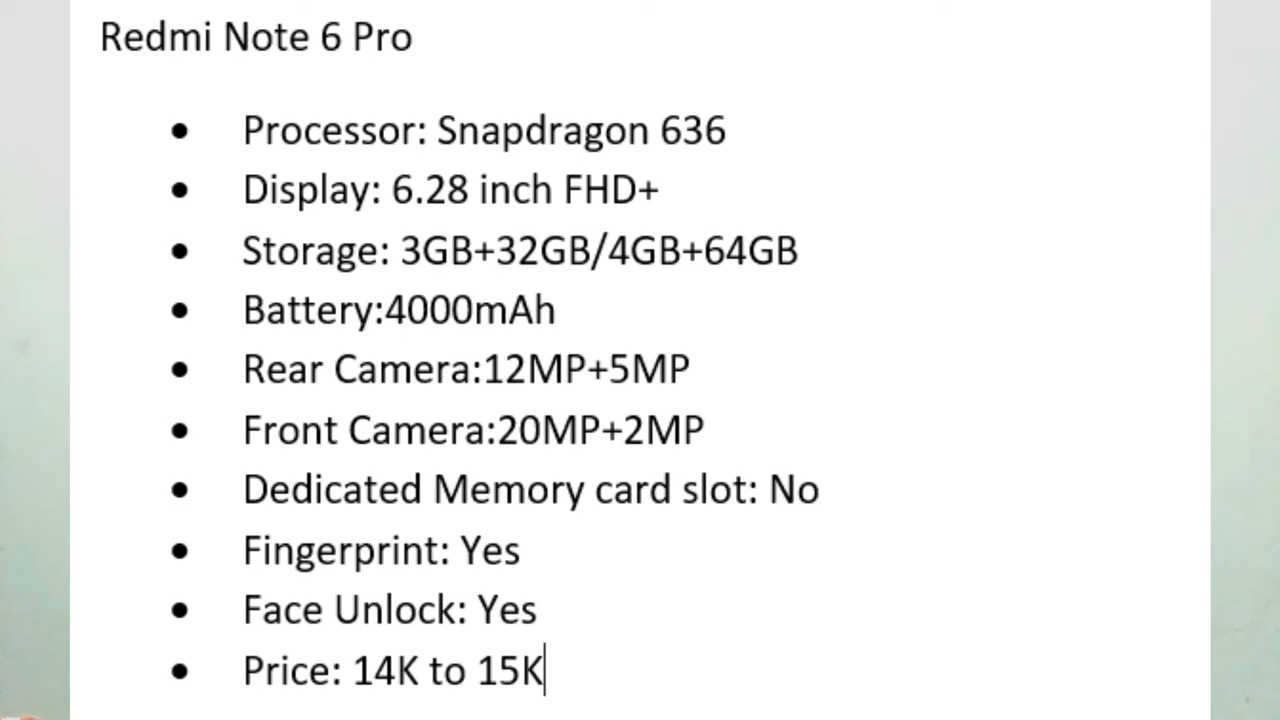 Redmi Note 6 Pro
• Processor: Snapdragon 636
• Display: 6.28 inch FHD+
• Storage: 3GB+32GB/4GB+64GB
• Battery:4000mAh
• Rear Camera:12MP+5MP
• Front Camera:20MP+2MP
• Dedicated Memory card slot: No
• Fingerprint: Yes
• Face Unlock: Yes
• Price: 14K to 15K